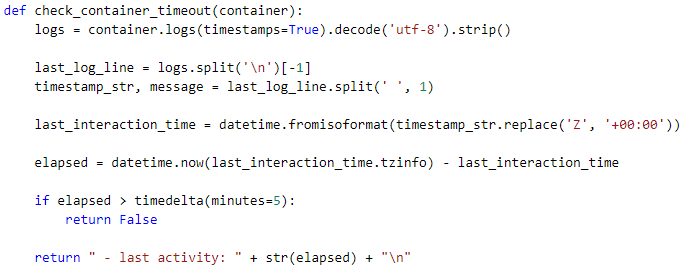 def check_container_timeout(container):
    logs = container.logs(timestamps=True).decode('utf-8').strip()

    last_log_line = logs.split('\n')[-1]
    timestamp_str, message = last_log_line.split(' ', 1)

    last_interaction_time = datetime.fromisoformat(timestamp_str.replace('Z', '+00:00'))

    elapsed = datetime.now(last_interaction_time.tzinfo) - last_interaction_time

    if elapsed > timedelta(minutes=5):
        return False

    return " - last activity: " + str(elapsed) + "\n"